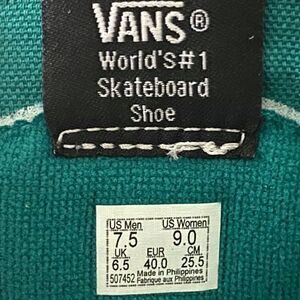 VANS®
World's#1
Skateboard
Shoe
US Men US Women
7.5 9.0
UK EUR CM
6.5 40.0 25.5
Made in Philippines
507452 Fabrique aux Philippines